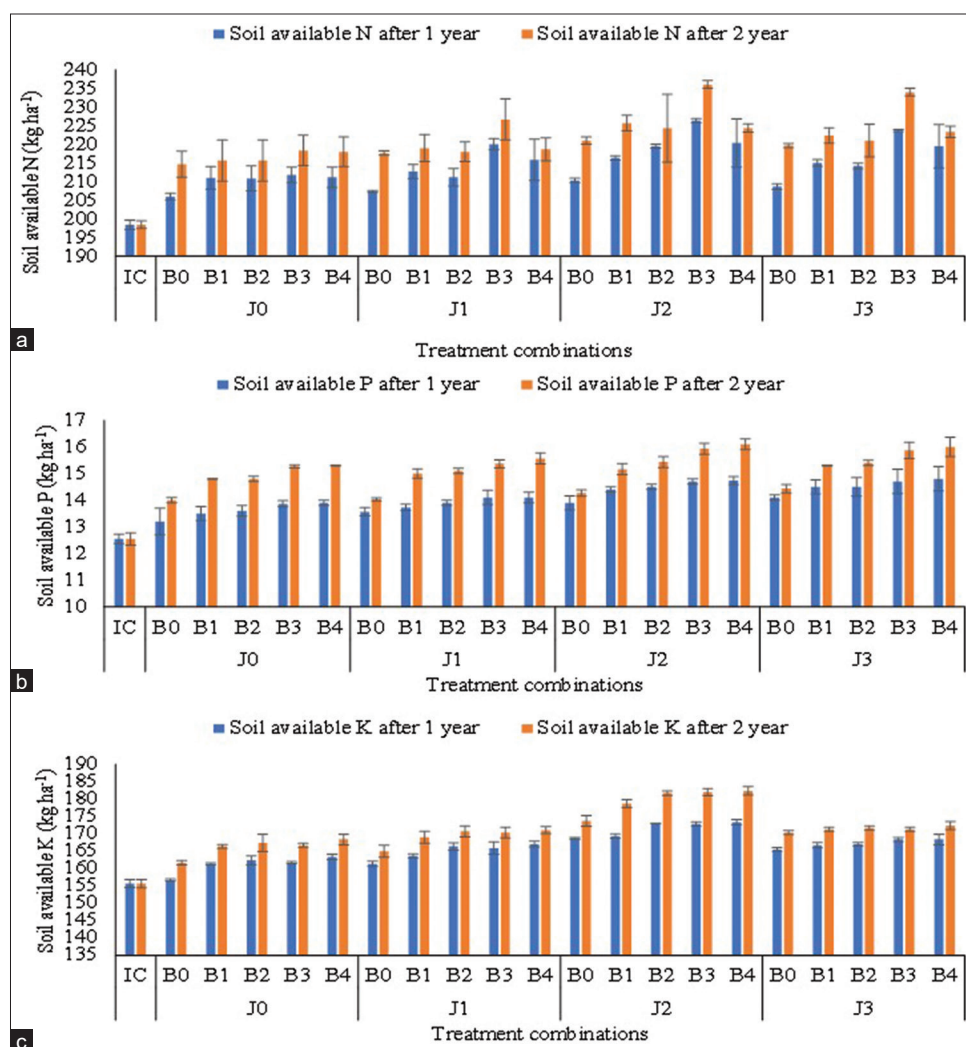 Soil available N after 1 year Soil available N after 2 year
Soil available N (kg ha⁻¹)
240
235
230
225
220
215
210
205
200
195
190
IC B0 B1 B2 B3 B4 B0 B1 B2 B3 B4 B0 B1 B2 B3 B4 B0 B1 B2 B3 B4
J0 J1 J2 J3
Treatment combinations
a
Soil available P after 1 year Soil available P after 2 year
Soil available P (kg ha⁻¹)
17
16
15
14
13
12
11
10
IC B0 B1 B2 B3 B4 B0 B1 B2 B3 B4 B0 B1 B2 B3 B4 B0 B1 B2 B3 B4
J0 J1 J2 J3
Treatment combinations
b
Soil available K after 1 year Soil available K after 2 year
Soil available K (kg ha⁻¹)
190
185
180
175
170
165
160
155
150
145
140
135
IC B0 B1 B2 B3 B4 B0 B1 B2 B3 B4 B0 B1 B2 B3 B4 B0 B1 B2 B3 B4
J0 J1 J2 J3
Treatment combinations
c